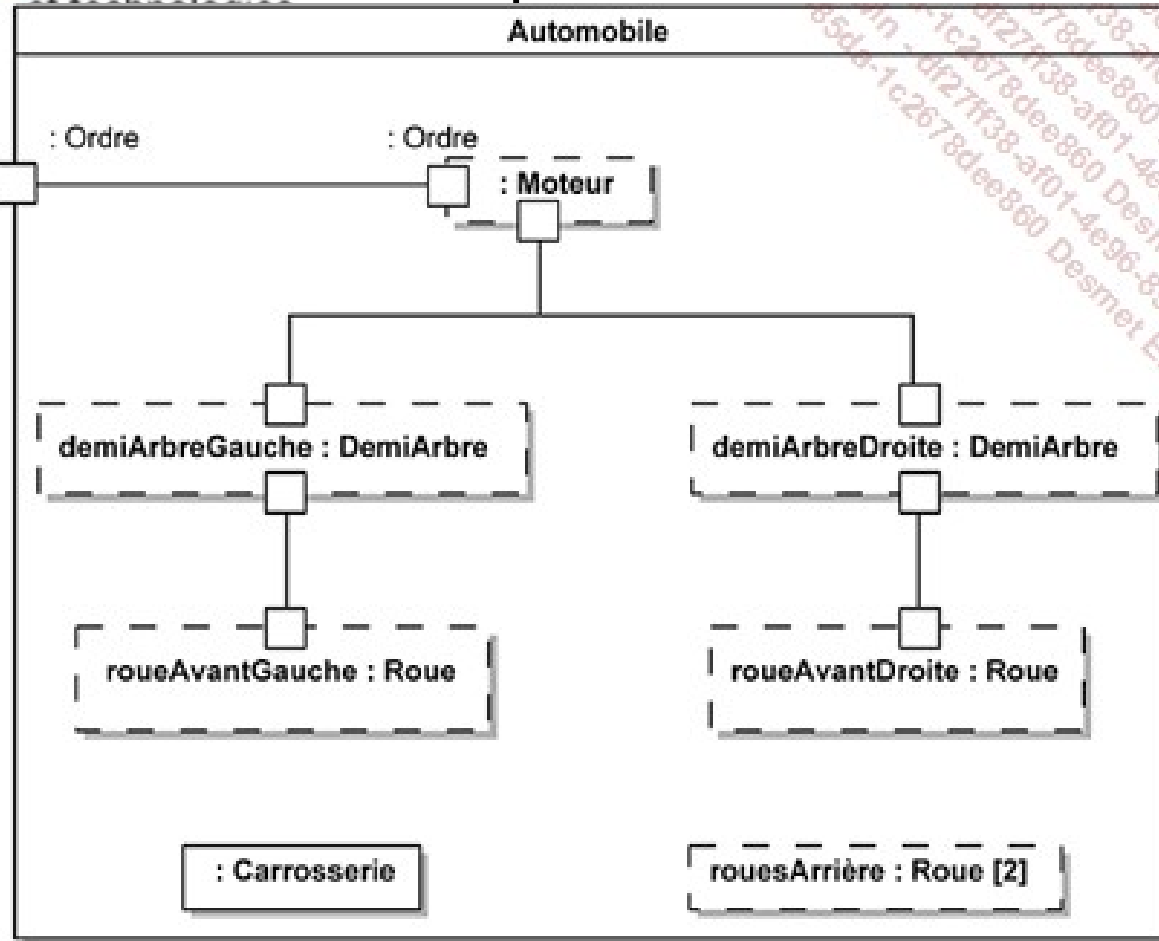 Automobile
: Ordre
: Ordre
: Moteur
demiArbreGauche : DemiArbre
demiArbreDroite : DemiArbre
roueAvantGauche : Roue
roueAvantDroite : Roue
: Carrosserie
rouesArrière : Roue [2]